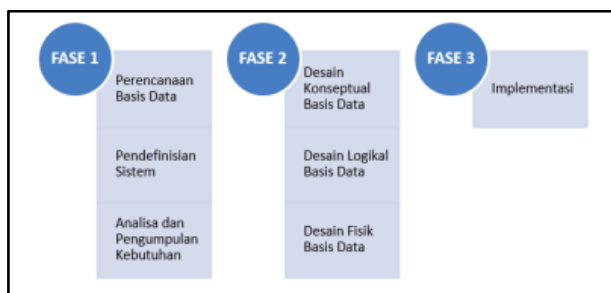 FASE 1
Perencanaan
Basis Data
Pendefinisian
Sistem
Analisa dan
Pengumpulan
Kebutuhan
FASE 2
Desain
Konseptual
Basis Data
Desain Logikal
Basis Data
Desain Fisik
Basis Data
FASE 3
Implementasi